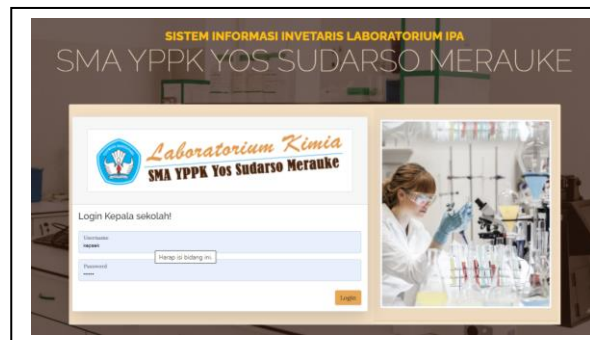 SISTEM INFORMASI INVETARIS LABORATORIUM IPA
SMA YPPK YOS SUDARSO MERAUKE
Laboratorium Kimia
SMA YPPK Yos Sudarso Merauke
Login Kepala sekolah!
Username
kepsek
Harap isi bidang ini.
Password
•••••
Login